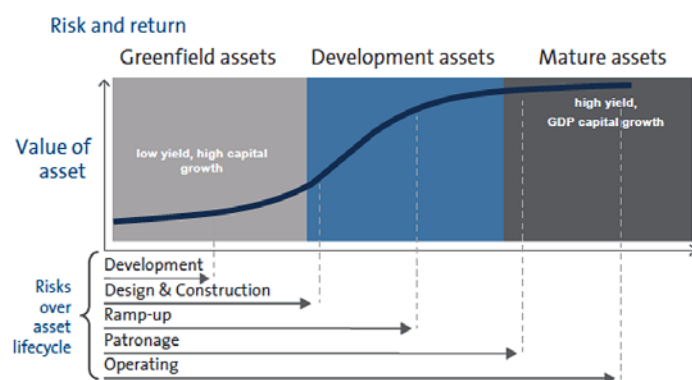 Risk and return
Greenfield assets
Development assets
Mature assets
Value of
asset
low yield, high capital
growth
high yield,
GDP capital growth
Risks
over
asset
lifecycle
Development
Design & Construction
Ramp-up
Patronage
Operating